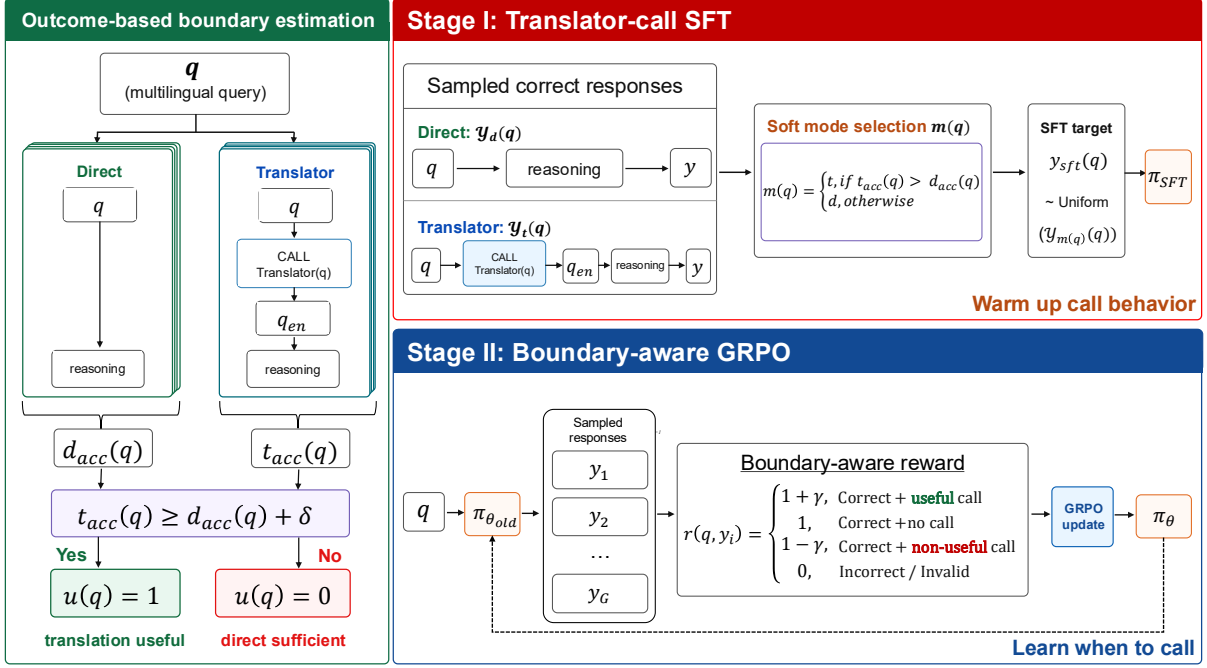 Outcome-based boundary estimation
q
(multilingual query)
Direct
q
reasoning
Translator
q
CALL
Translator(q)
q_en
reasoning
d_acc(q)
t_acc(q)
t_acc(q) ≥ d_acc(q) + δ
Yes
No
u(q) = 1
u(q) = 0
translation useful
direct sufficient
Stage I: Translator-call SFT
Sampled correct responses
Direct: 𝒴_d(q)
q
reasoning
y
Translator: 𝒴_t(q)
q
CALL
Translator(q)
q_en
reasoning
y
Soft mode selection m(q)
m(q) = { t, if t_acc(q) > d_acc(q)
d, otherwise
SFT target
y_sft(q)
~ Uniform
(𝒴_m(q)(q))
π_SFT
Warm up call behavior
Stage II: Boundary-aware GRPO
q
π_θ_old
Sampled
responses
y_1
y_2
...
y_G
Boundary-aware reward
r(q, y_i) = { 1 + γ, Correct + useful call
1, Correct +no call
1 − γ, Correct + non-useful call
0, Incorrect / Invalid
GRPO
update
π_θ
Learn when to call